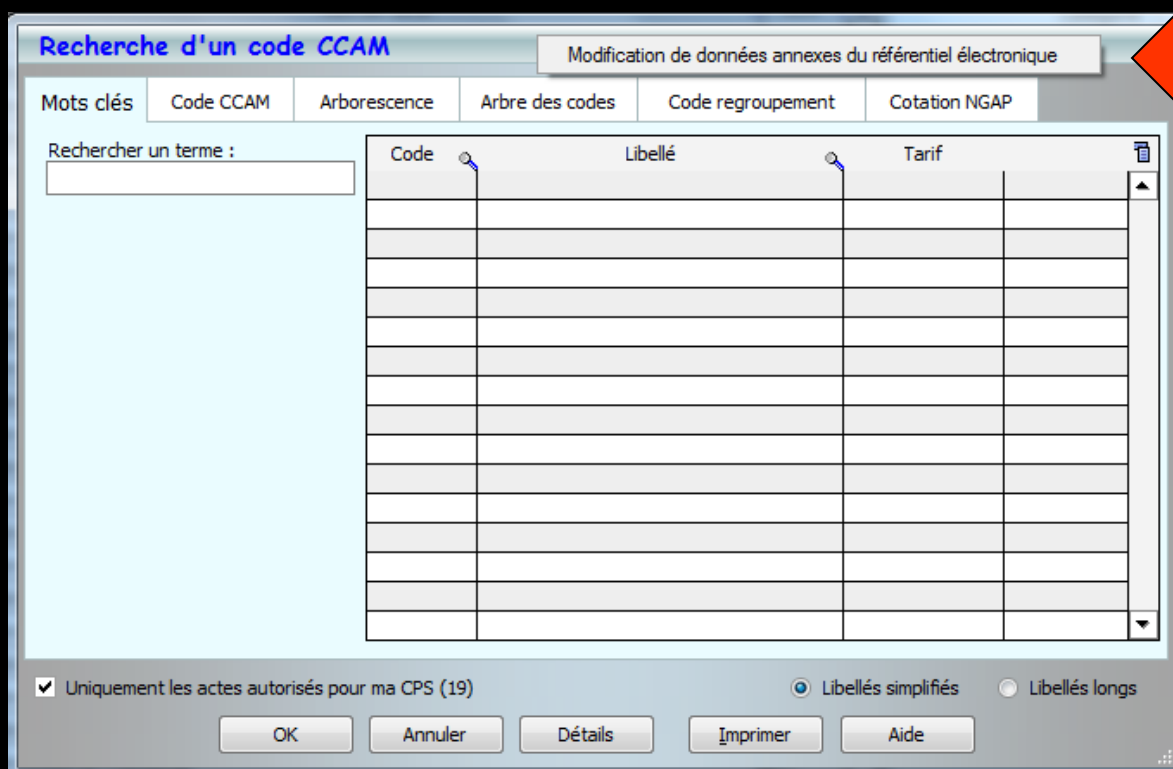 Recherche d'un code CCAM
Modification de données annexes du référentiel électronique
Mots clés Code CCAM Arborescence Arbre des codes Code regroupement Cotation NGAP
Rechercher un terme :
Code Libellé Tarif
Uniquement les actes autorisés pour ma CPS (19) Libellés simplifiés Libellés longs
OK Annuler Détails Imprimer Aide